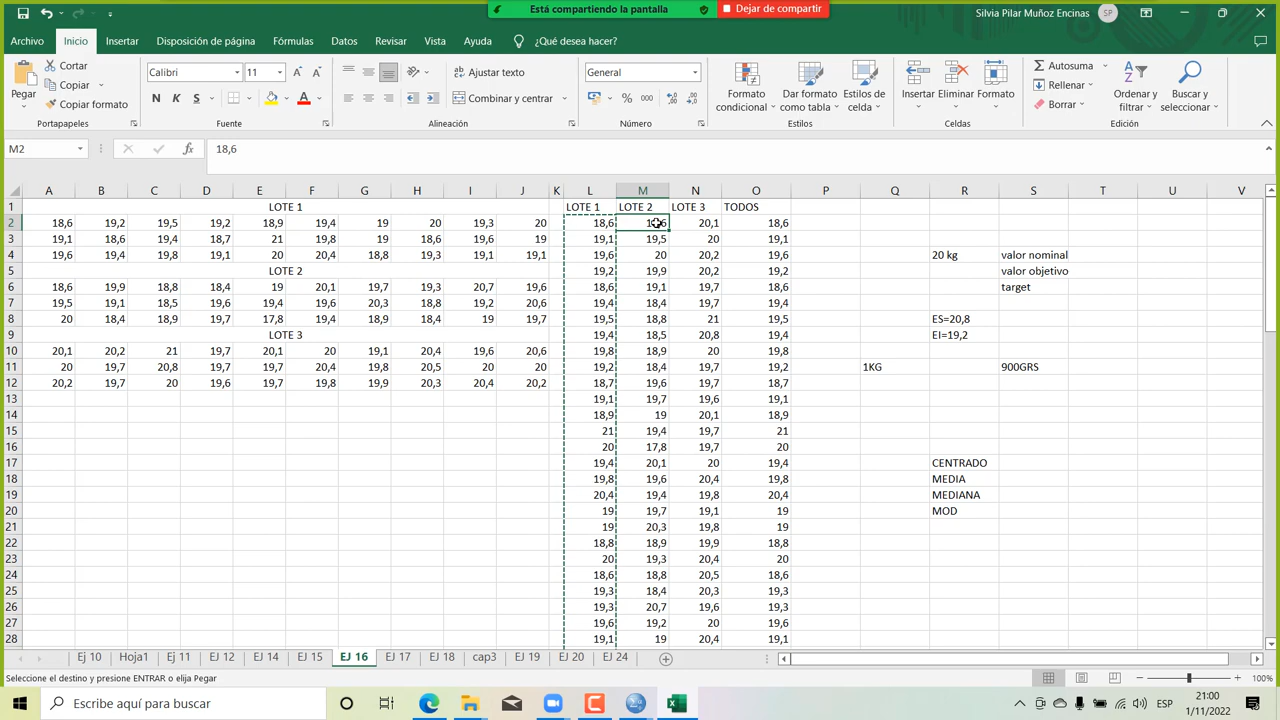 Está compartiendo la pantalla
Dejar de compartir
Silvia Pilar Muñoz Encinas SP
Archivo Inicio Insertar Disposición de página Fórmulas Datos Revisar Vista Ayuda ¿Qué desea hacer?
Pegar Cortar Copiar Copiar formato Calibri 11 Ajustar texto Combinar y centrar General Formato condicional Dar formato como tabla Estilos de celda Insertar Eliminar Formato Autosuma Rellenar Borrar Ordenar y filtrar Buscar y seleccionar
Portapapeles Fuente Alineación Número Estilos Celdas Edición
M2 fx 18,6
A B C D E F G H I J K L M N O P Q R S T U V
1 LOTE 1 LOTE 1 LOTE 2 LOTE 3 TODOS
2 18,6 19,2 19,5 19,2 18,9 19,4 19 20 19,3 20 18,6 20,1 18,6
3 19,1 18,6 19,4 18,7 21 19,8 19 18,6 19,6 19 19,1 19,5 20 19,1
4 19,6 19,4 19,8 19,1 20 20,4 18,8 19,3 19,1 19,1 19,6 20 20,2 19,6 20 kg valor nominal
5 LOTE 2 19,2 19,9 20,2 19,2 valor objetivo
6 18,6 19,9 18,8 18,4 19 20,1 19,7 19,3 20,7 19,6 18,6 19,1 19,7 18,6 target
7 19,5 19,1 18,5 19,6 19,4 19,6 20,3 18,8 19,2 20,6 19,4 18,4 19,7 19,4
8 20 18,4 18,9 19,7 17,8 19,4 18,9 18,4 19 19,7 19,5 18,8 21 19,5 ES=20,8
9 LOTE 3 19,4 18,5 20,8 19,4 EI=19,2
10 20,1 20,2 21 19,7 20,1 20 19,1 20,4 19,6 20,6 19,8 18,9 20 19,8
11 20 19,7 20,8 19,7 19,7 19,8 20,5 20 20 19,2 18,4 19,7 19,2 1KG 900GRS
12 20,2 19,7 20 19,6 19,7 19,8 19,9 20,3 20,4 20,2 18,7 19,6 19,7 18,7
13 19,1 19,7 19,6 19,1
14 18,9 19 20,1 18,9
15 21 19,4 19,7 21
16 20 17,8 19,7 20
17 19,4 20,1 20 19,4 CENTRADO
18 19,8 19,6 19,7 19,8 MEDIA
19 20,4 19,4 19,8 20,4 MEDIANA
20 19 19,7 19,1 19 MOD
21 19 20,3 19,8 19
22 18,8 18,9 19,9 18,8
23 20 19,3 20,4 20
24 18,6 18,8 20,5 18,6
25 19,3 18,4 20,3 19,3
26 19,3 20,7 19,6 19,3
27 19,6 19,2 20 19,6
28 19,1 19 20,4 19,1
Ej 10 Hoja1 Ej 11 EJ 12 EJ 14 EJ 15 EJ 16 EJ 17 EJ 18 cap3 EJ 19 EJ 20 EJ 24
Seleccione el destino y presione ENTRAR o elija Pegar 100%
Escribe aquí para buscar ESP 21:00
1/11/2022